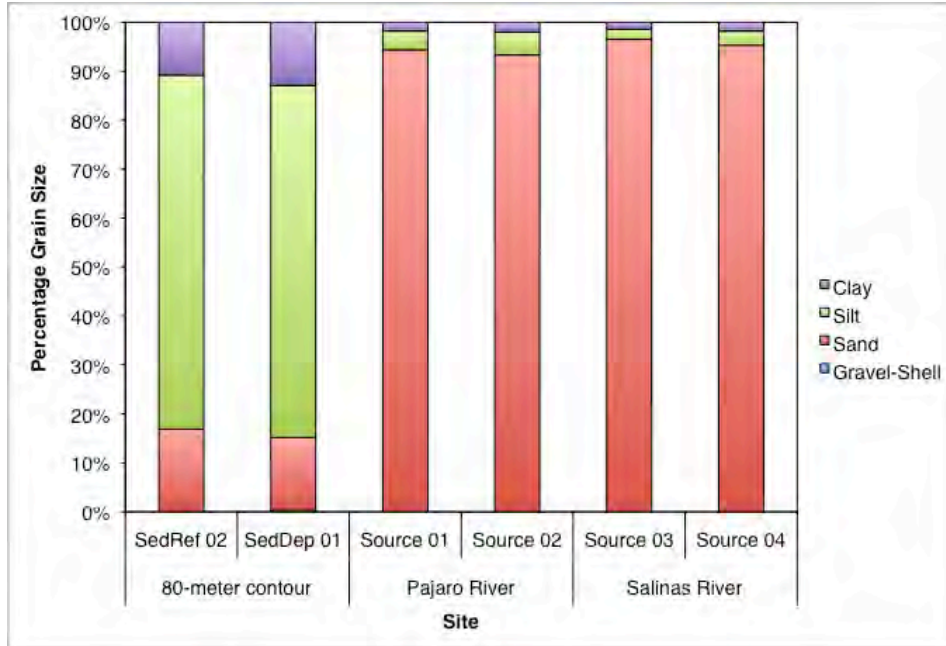 100%
90%
80%
70%
60%
50%
40%
30%
20%
10%
0%
Percentage Grain Size
SedRef 02 SedDep 01 Source 01 Source 02 Source 03 Source 04
80-meter contour Pajaro River Salinas River
Site
Clay
Silt
Sand
Gravel-Shell